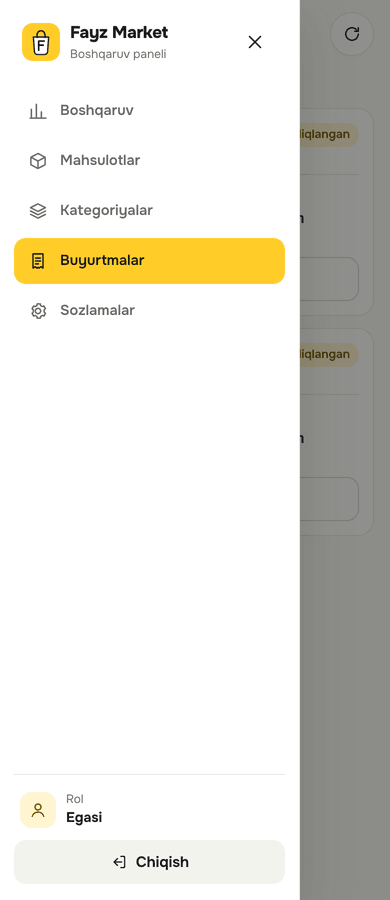 Fayz Market
Boshqaruv paneli
Boshqaruv
Mahsulotlar
Kategoriyalar
Buyurtmalar
Sozlamalar
Rol
Egasi
Chiqish